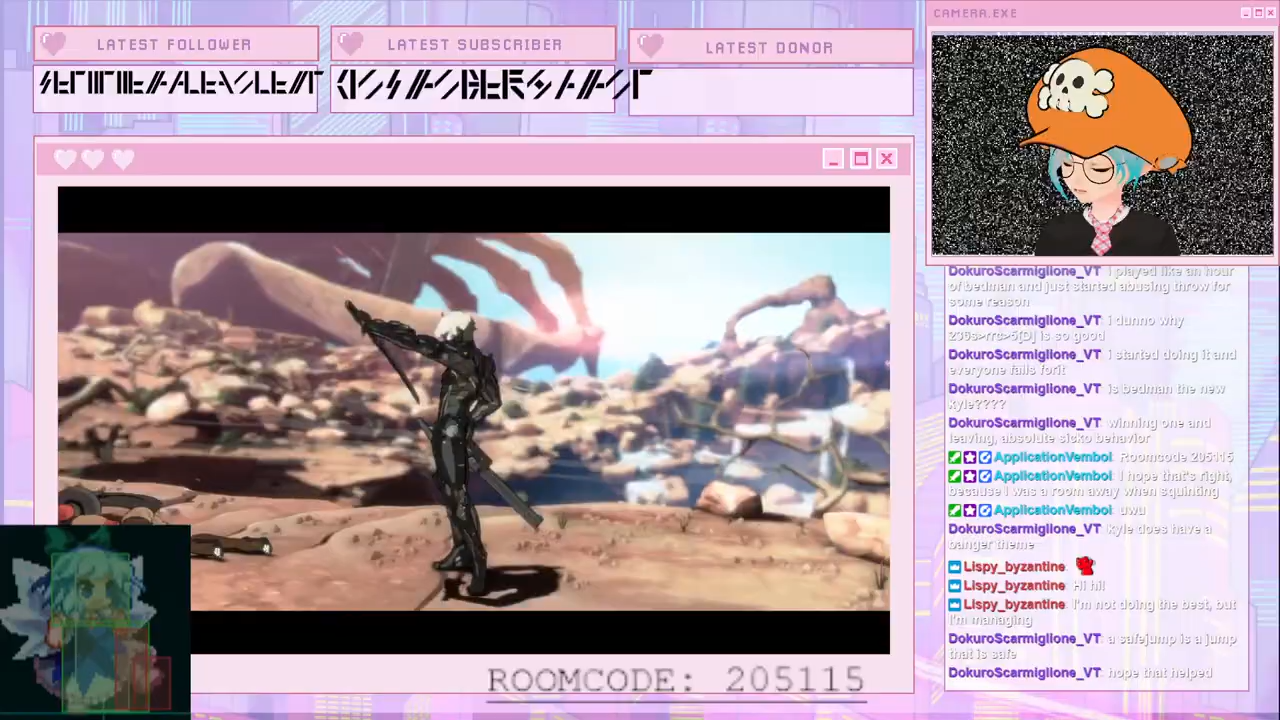 LATEST FOLLOWER
LATEST SUBSCRIBER
LATEST DONOR
CAMERA.EXE
DokuroScarmiglione_VT: i played like an hour
of bedman and just started abusing throw for
some reason
DokuroScarmiglione_VT: i dunno why
236s>rrc>5[D] is so good
DokuroScarmiglione_VT: i started doing it and
everyone falls forit
DokuroScarmiglione_VT: is bedman the new
kyle????
DokuroScarmiglione_VT: winning one and
leaving, absolute sicko behavior
ApplicationVemboi: Roomcode 205115
ApplicationVemboi: I hope that's right,
because I was a room away when squinting
ApplicationVemboi: uwu
DokuroScarmiglione_VT: kyle does have a
banger theme
Lispy_byzantine:
Lispy_byzantine: Hi hi!
Lispy_byzantine: I'm not doing the best, but
I'm managing
DokuroScarmiglione_VT: a safejump is a jump
that is safe
DokuroScarmiglione_VT: hope that helped
ROOMCODE: 205115